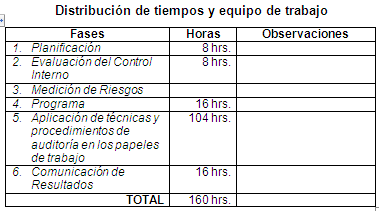 Distribución de tiempos y equipo de trabajo
Fases Horas Observaciones
1. Planificación 8 hrs.
2. Evaluación del Control 8 hrs.
Interno
3. Medición de Riesgos
4. Programa 16 hrs.
5. Aplicación de técnicas y 104 hrs.
procedimientos de
auditoría en los papeles
de trabajo
6. Comunicación de 16 hrs.
Resultados
TOTAL 160 hrs.